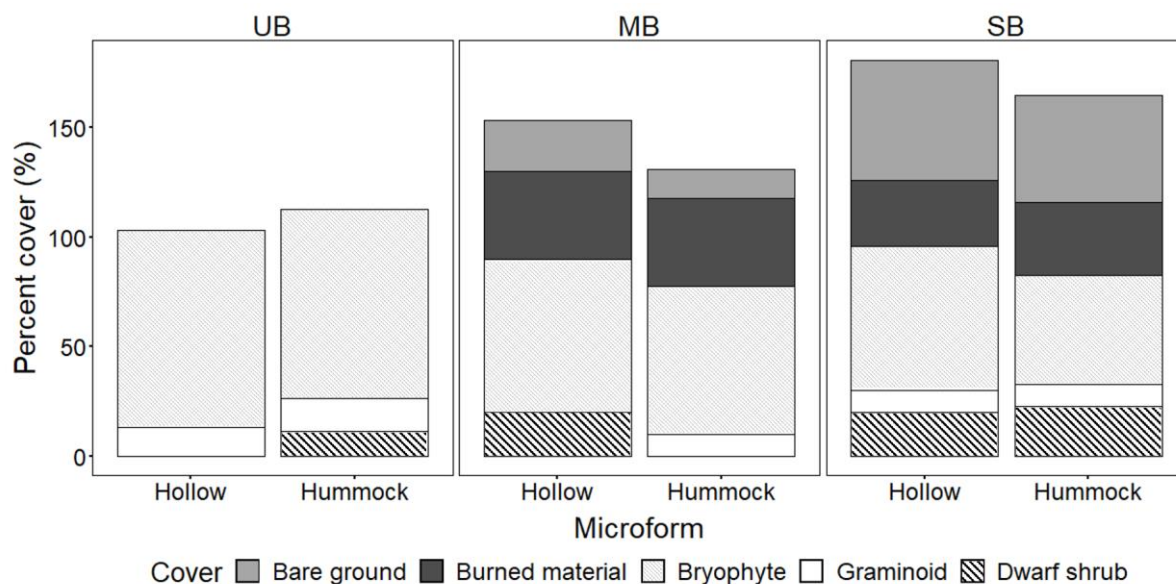 UB MB SB
Percent cover (%)
150
100
50
0
Hollow Hummock Hollow Hummock Hollow Hummock
Microform
Cover Bare ground Burned material Bryophyte Graminoid Dwarf shrub